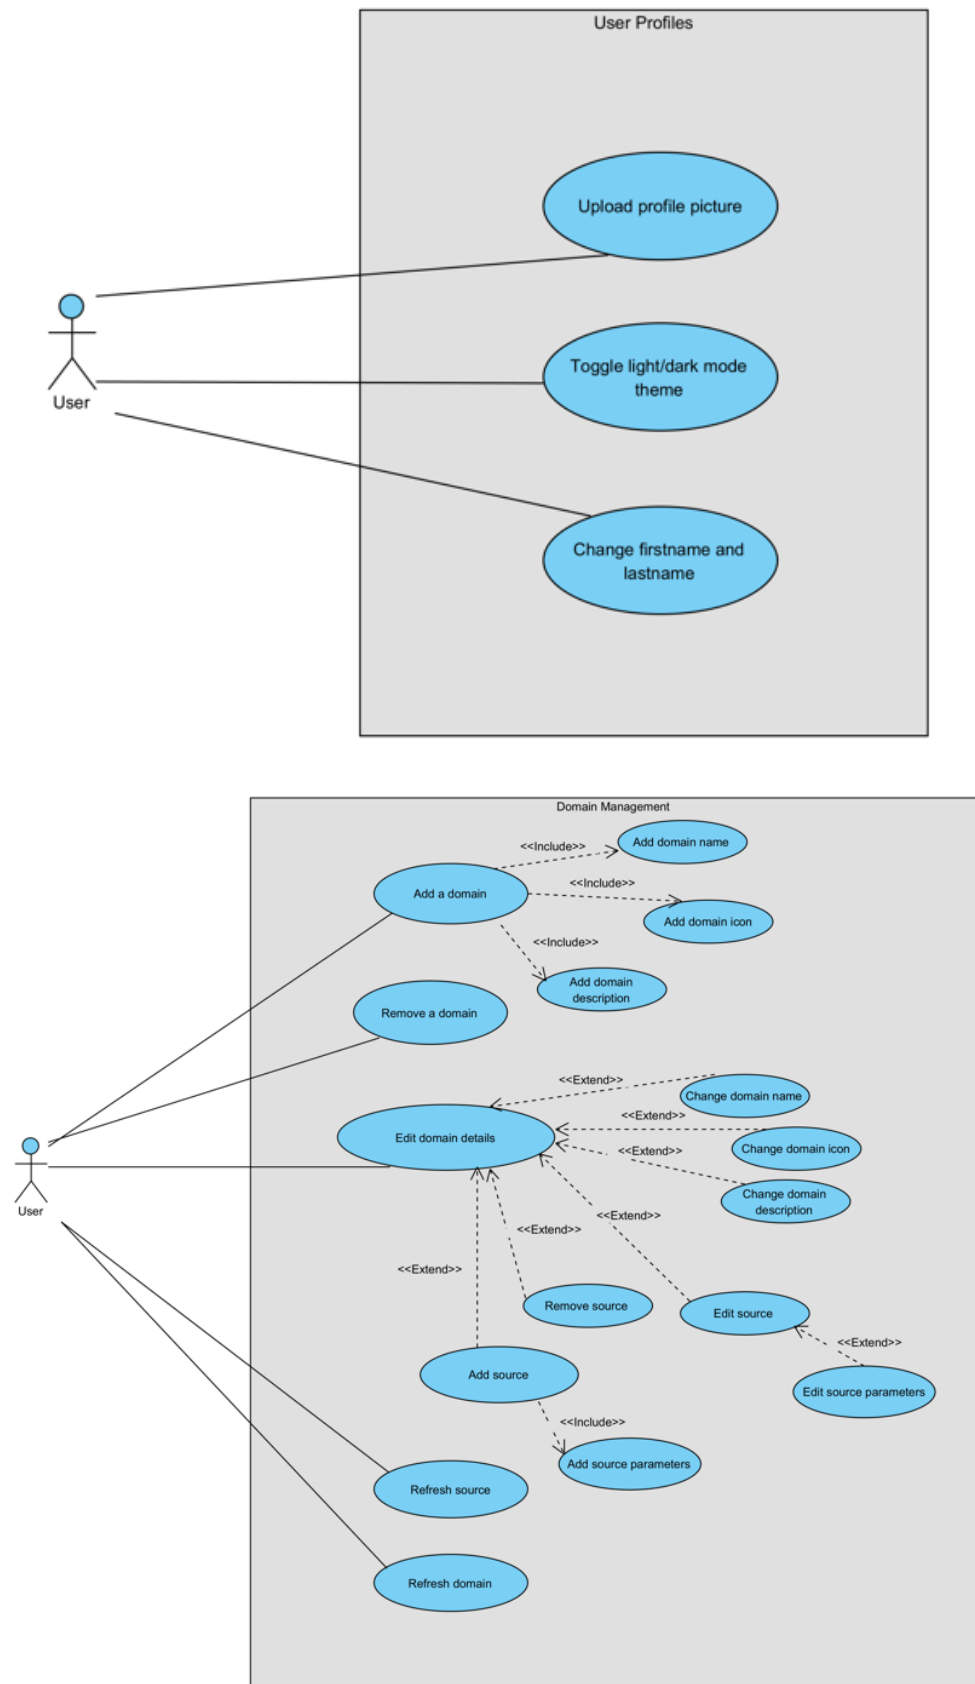 User Profiles
Upload profile picture
Toggle light/dark mode
theme
User
Change firstname and
lastname
Domain Management
<<Include>>
Add domain name
Add a domain
<<Include>>
Add domain icon
<<Include>>
Add domain
description
Remove a domain
<<Extend>>
Change domain name
<<Extend>>
Edit domain details
Change domain icon
<<Extend>>
Change domain
description
User
<<Extend>>
<<Extend>>
<<Extend>>
Remove source
Edit source
<<Extend>>
Add source
Edit source parameters
<<Include>>
Add source parameters
Refresh source
Refresh domain